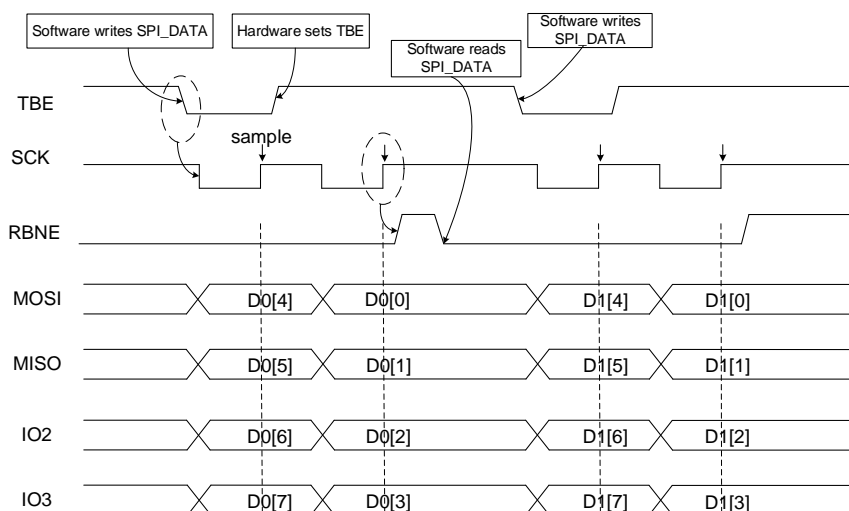 Software writes SPI_DATA
Hardware sets TBE
Software reads
SPI_DATA
Software writes
SPI_DATA
TBE
sample
SCK
RBNE
MOSI D0[4] D0[0] D1[4] D1[0]
MISO D0[5] D0[1] D1[5] D1[1]
IO2 D0[6] D0[2] D1[6] D1[2]
IO3 D0[7] D0[3] D1[7] D1[3]